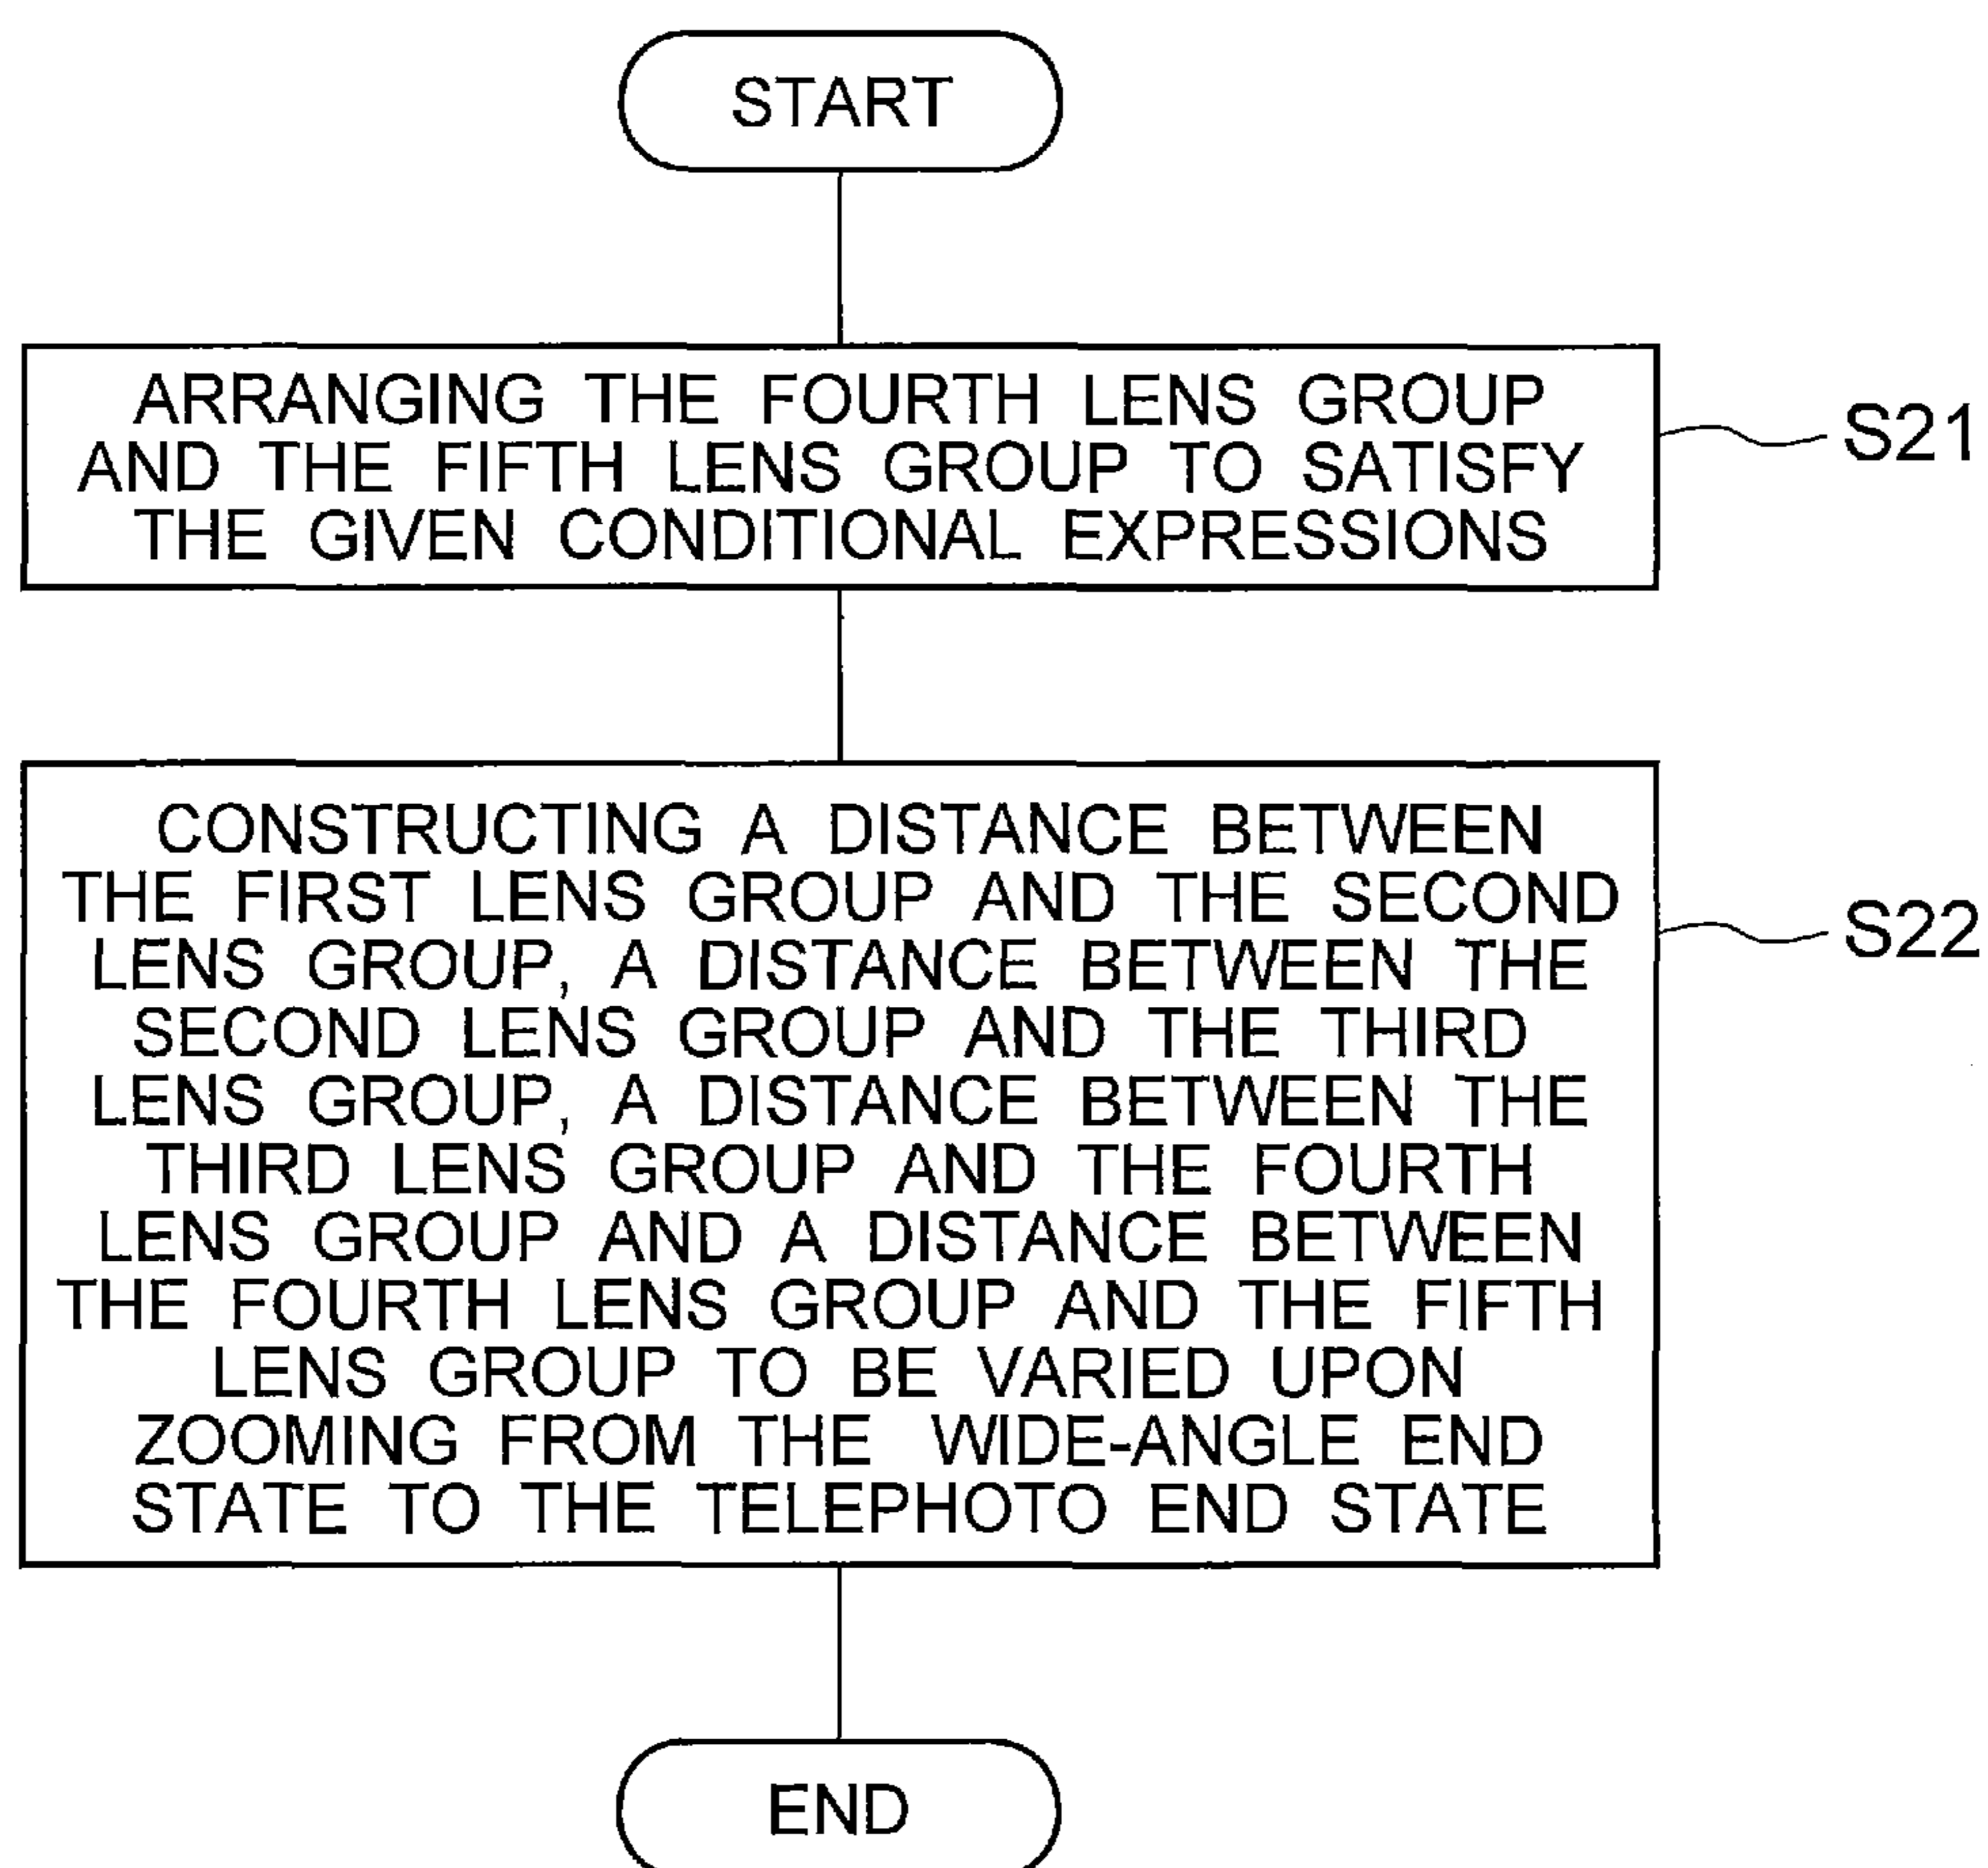 START
ARRANGING THE FOURTH LENS GROUP
AND THE FIFTH LENS GROUP TO SATISFY
THE GIVEN CONDITIONAL EXPRESSIONS
S21
CONSTRUCTING A DISTANCE BETWEEN
THE FIRST LENS GROUP AND THE SECOND
LENS GROUP, A DISTANCE BETWEEN THE
SECOND LENS GROUP AND THE THIRD
LENS GROUP, A DISTANCE BETWEEN THE
THIRD LENS GROUP AND THE FOURTH
LENS GROUP AND A DISTANCE BETWEEN
THE FOURTH LENS GROUP AND THE FIFTH
LENS GROUP TO BE VARIED UPON
ZOOMING FROM THE WIDE-ANGLE END
STATE TO THE TELEPHOTO END STATE
S22
END